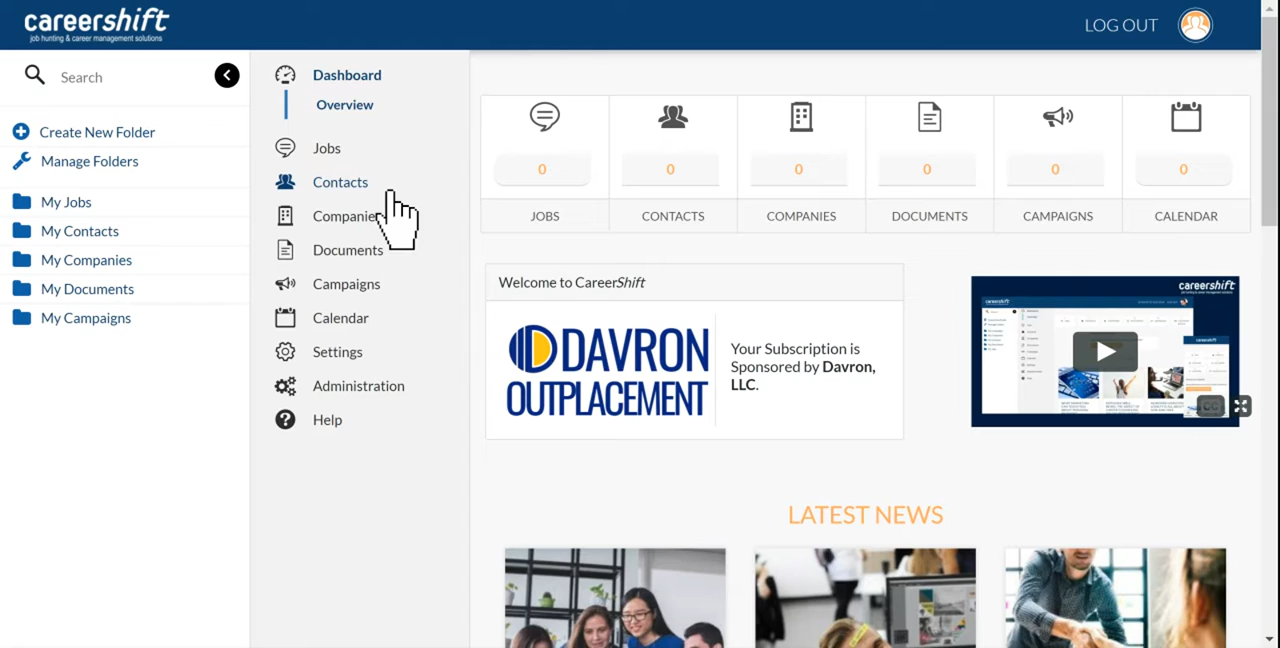 careershift
job hunting & career management solutions
LOG OUT
Search
Create New Folder
Manage Folders
My Jobs
My Contacts
My Companies
My Documents
My Campaigns
Dashboard
Overview
Jobs
Contacts
Companie
Documents
Campaigns
Calendar
Settings
Administration
Help
0 0 0 0 0 0
JOBS CONTACTS COMPANIES DOCUMENTS CAMPAIGNS CALENDAR
Welcome to CareerShift
DAVRON
OUTPLACEMENT
Your Subscription is
Sponsored by Davron,
LLC.
careershift
CC
LATEST NEWS